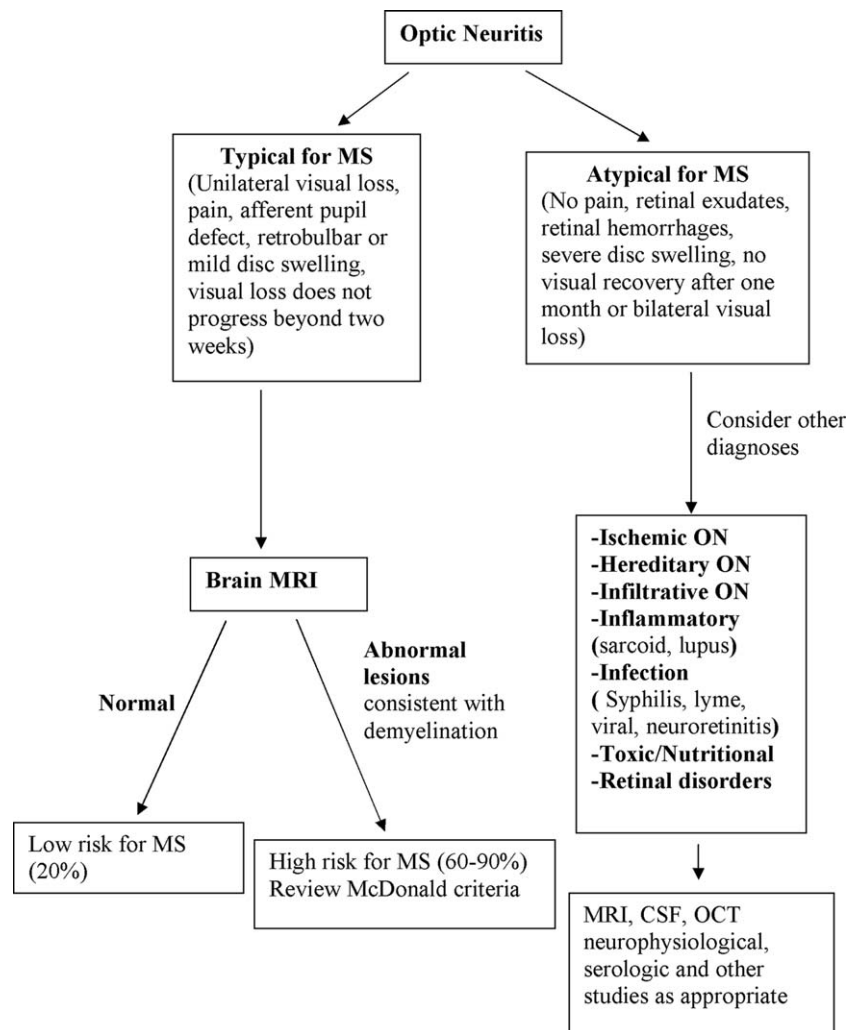 Optic Neuritis
Typical for MS
(Unilateral visual loss,
pain, afferent pupil
defect, retrobulbar or
mild disc swelling,
visual loss does not
progress beyond two
weeks)
Atypical for MS
(No pain, retinal exudates,
retinal hemorrhages,
severe disc swelling, no
visual recovery after one
month or bilateral visual
loss)
Consider other
diagnoses
Brain MRI
-Ischemic ON
-Hereditary ON
-Infiltrative ON
-Inflammatory
(sarcoid, lupus)
-Infection
( Syphilis, lyme,
viral, neuroretinitis)
-Toxic/Nutritional
-Retinal disorders
Normal
Abnormal
lesions
consistent with
demyelination
Low risk for MS
(20%)
High risk for MS (60-90%)
Review McDonald criteria
MRI, CSF, OCT
neurophysiological,
serologic and other
studies as appropriate